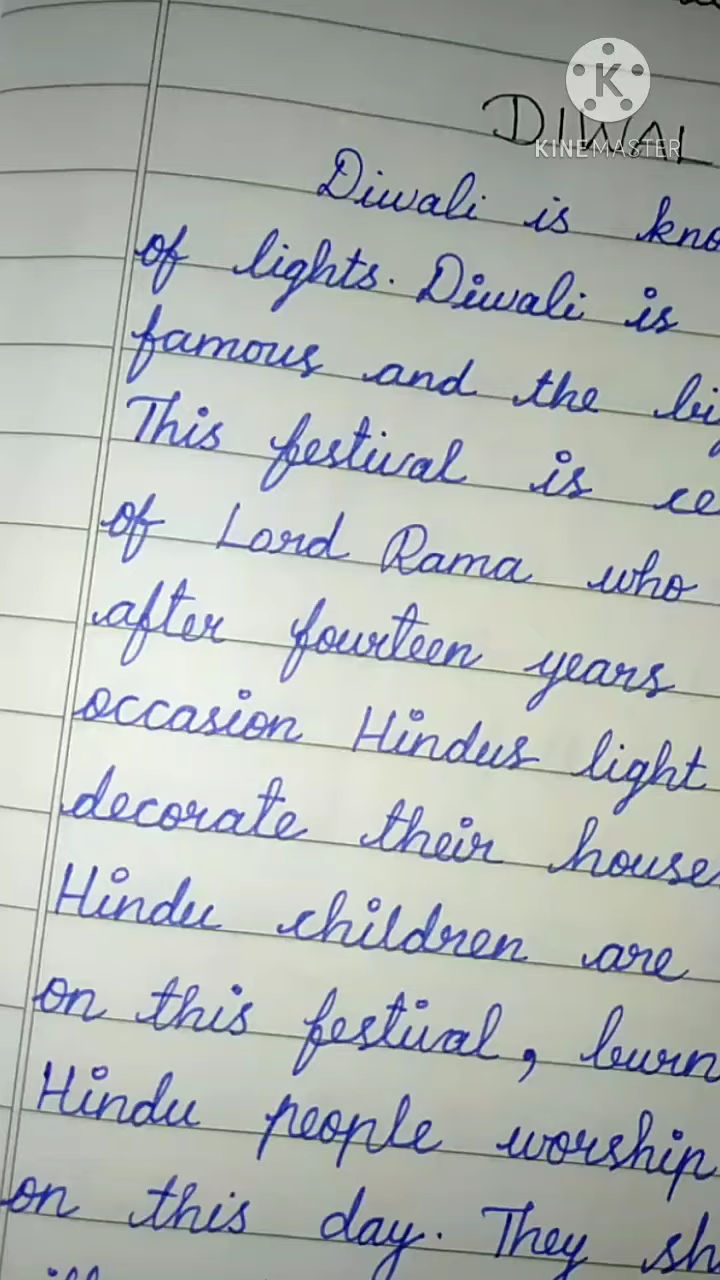 K
KINEMASTER
DIWAL
Diwali is kno
of lights. Diwali is
famous and the big
This festival is ce
of Lord Rama who
after fourteen years
occasion Hindus light
decorate their house
Hindu children are
on this festival, burn
Hindu people worship
on this day. They sh